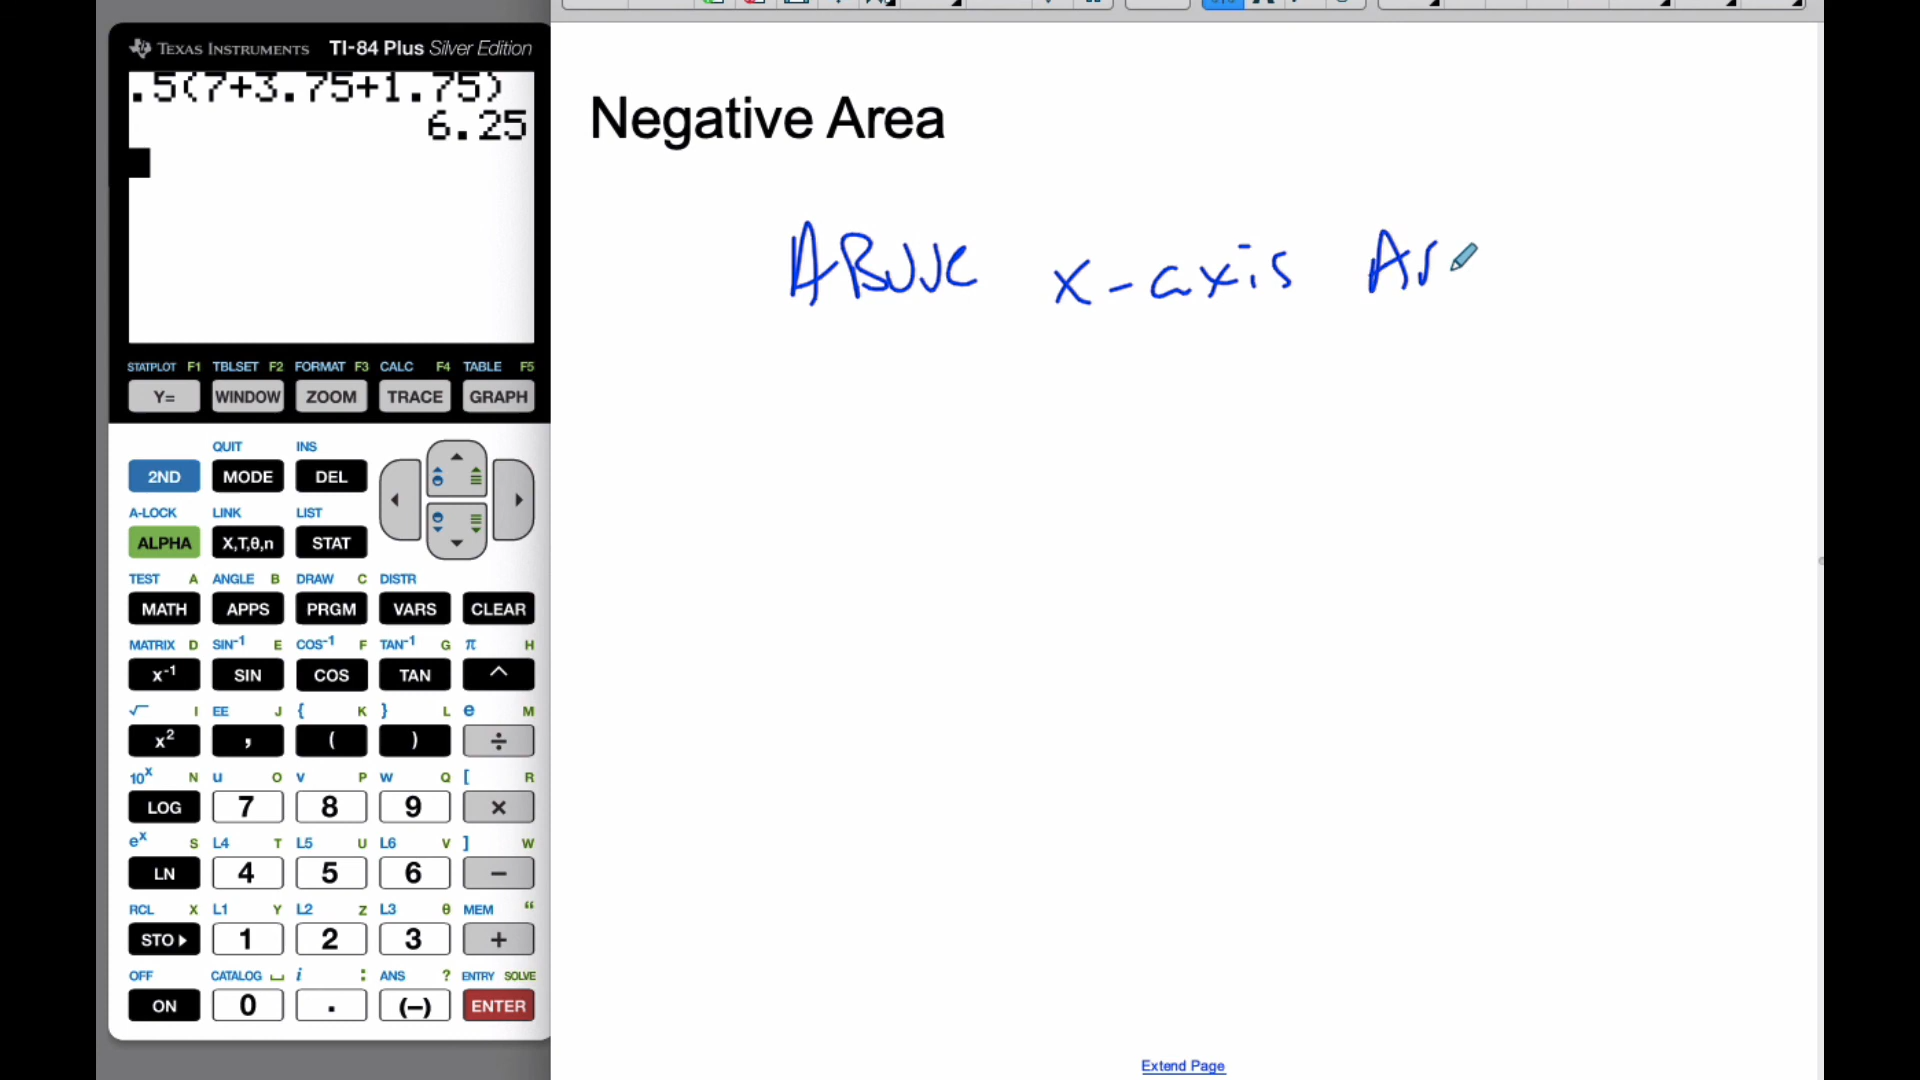 TEXAS INSTRUMENTS TI-84 Plus Silver Edition
.5(7+3.75+1.75)
6.25
Negative Area
ABove x-axis Ar
STATPLOT F1 TBLSET F2 FORMAT F3 CALC F4 TABLE F5
Y= WINDOW ZOOM TRACE GRAPH
QUIT INS
2ND MODE DEL
A-LOCK LINK LIST
ALPHA X,T,θ,n STAT
TEST A ANGLE B DRAW C DISTR
MATH APPS PRGM VARS CLEAR
MATRIX D SIN⁻¹ E COS⁻¹ F TAN⁻¹ G π H
x⁻¹ SIN COS TAN ^
√ I EE J { K } L e M
x² , ( ) ÷
10ˣ N u O v P w Q [ R
LOG 7 8 9 ×
eˣ S L4 T L5 U L6 V ] W
LN 4 5 6 −
RCL X L1 Y L2 Z L3 θ MEM “
STO▶ 1 2 3 +
OFF CATALOG ⎵ i : ANS ? ENTRY SOLVE
ON 0 . (−) ENTER
Extend Page